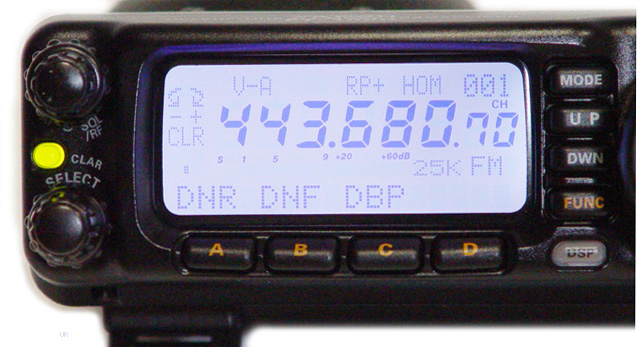 V-A RP+ HOM 001
- +
CLR 443.680.70 CH
S 1 5 9 +20 +60dB 25K FM
DNR DNF DBP
SQL
/RF
CLAR
SELECT
A B C D
MODE
UP
DWN
FUNC
DSP